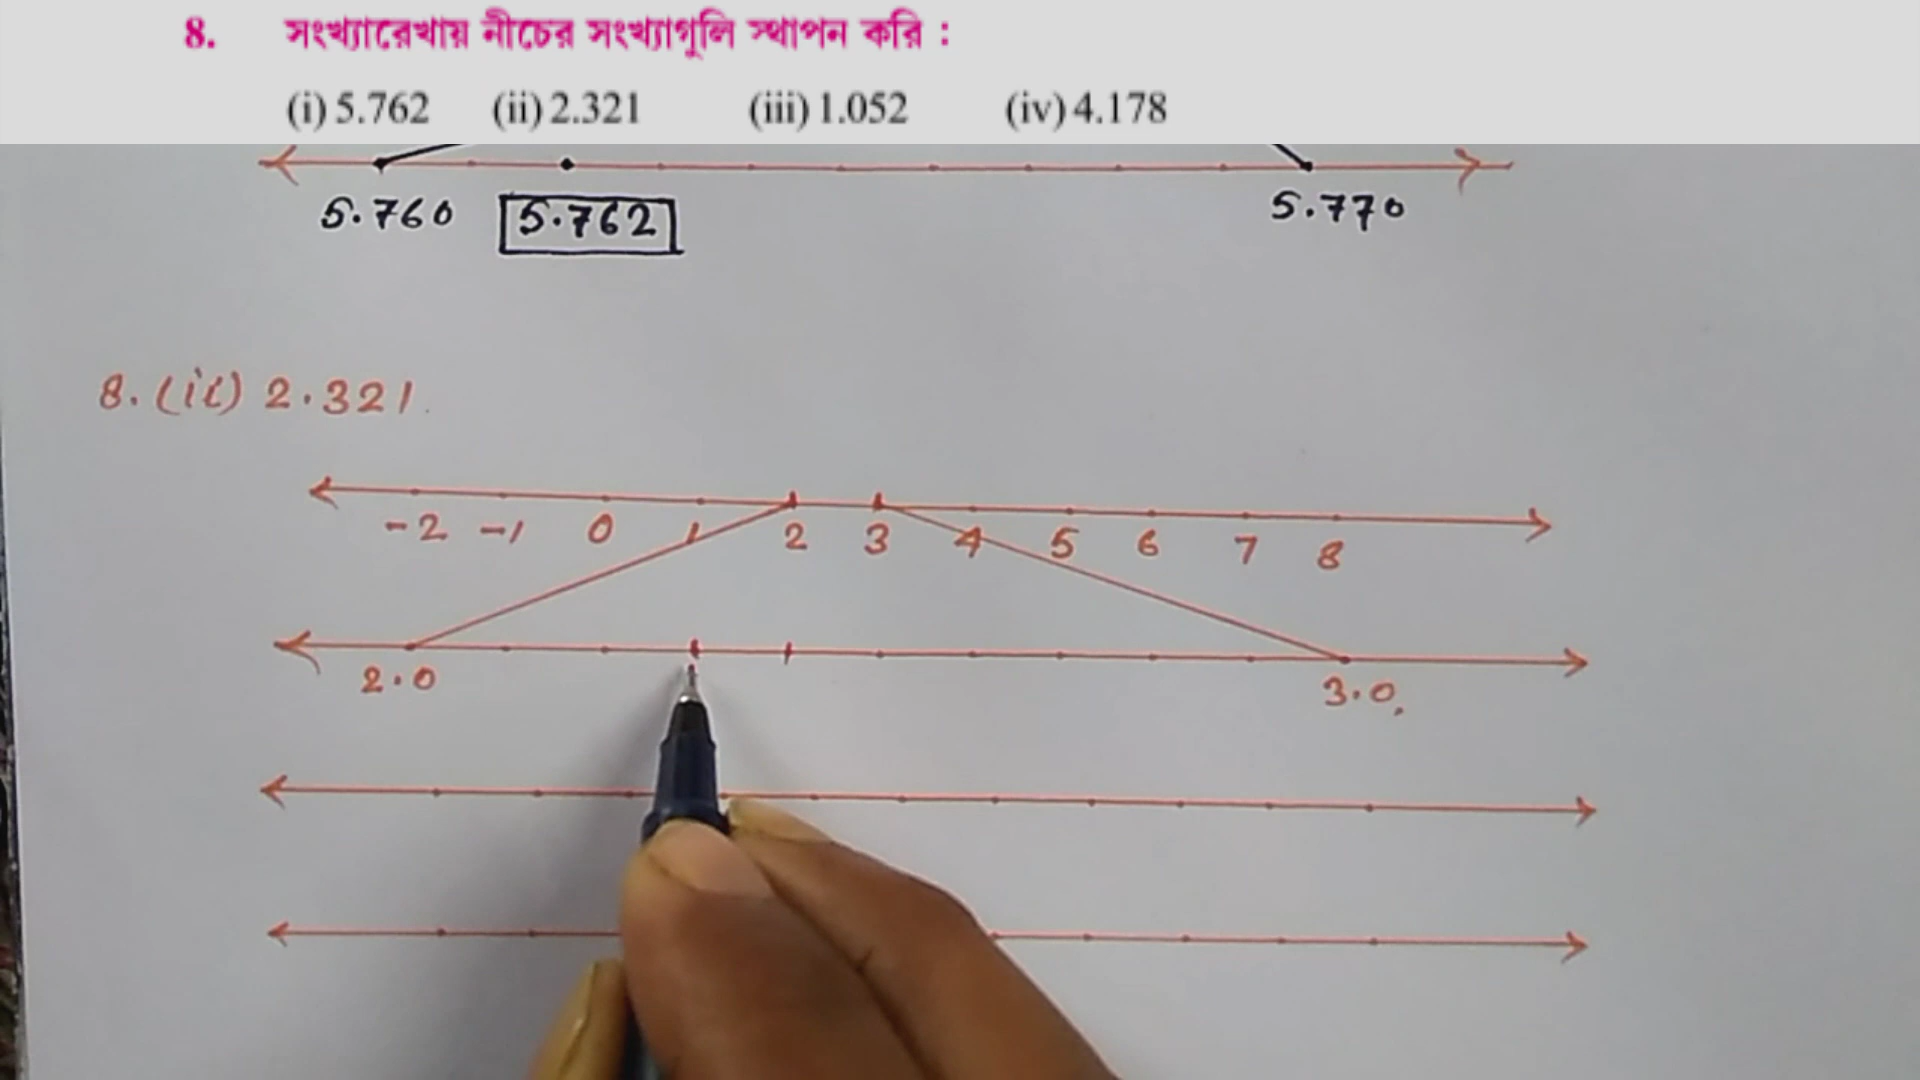 8. সংখ্যারেখায় নীচের সংখ্যাগুলি স্থাপন করি :
(i) 5.762 (ii) 2.321 (iii) 1.052 (iv) 4.178
5.760 5.762 5.770
8. (ii) 2.321.
-2 -1 0 1 2 3 4 5 6 7 8
2.0 3.0